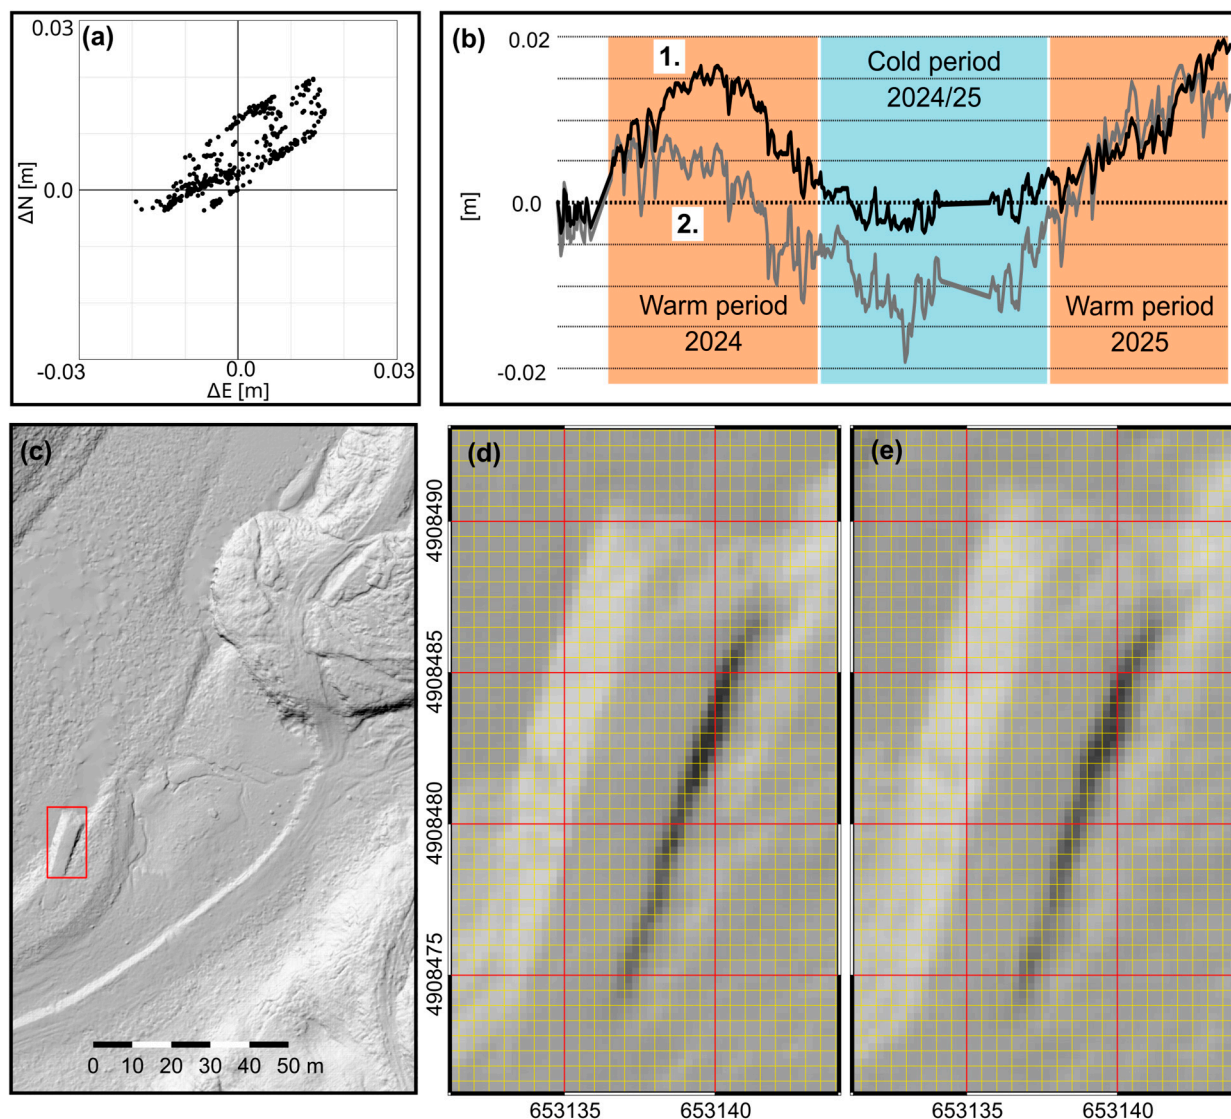 (a)
0.03
ΔN [m]
0.0
-0.03
0.0
0.03
ΔE [m]
(b)
0.02
[m]
0.0
-0.02
1.
2.
Cold period
2024/25
Warm period
2024
Warm period
2025
(c)
0 10 20 30 40 50 m
(d)
4908490
4908485
4908480
4908475
653135
653140
(e)
653135
653140